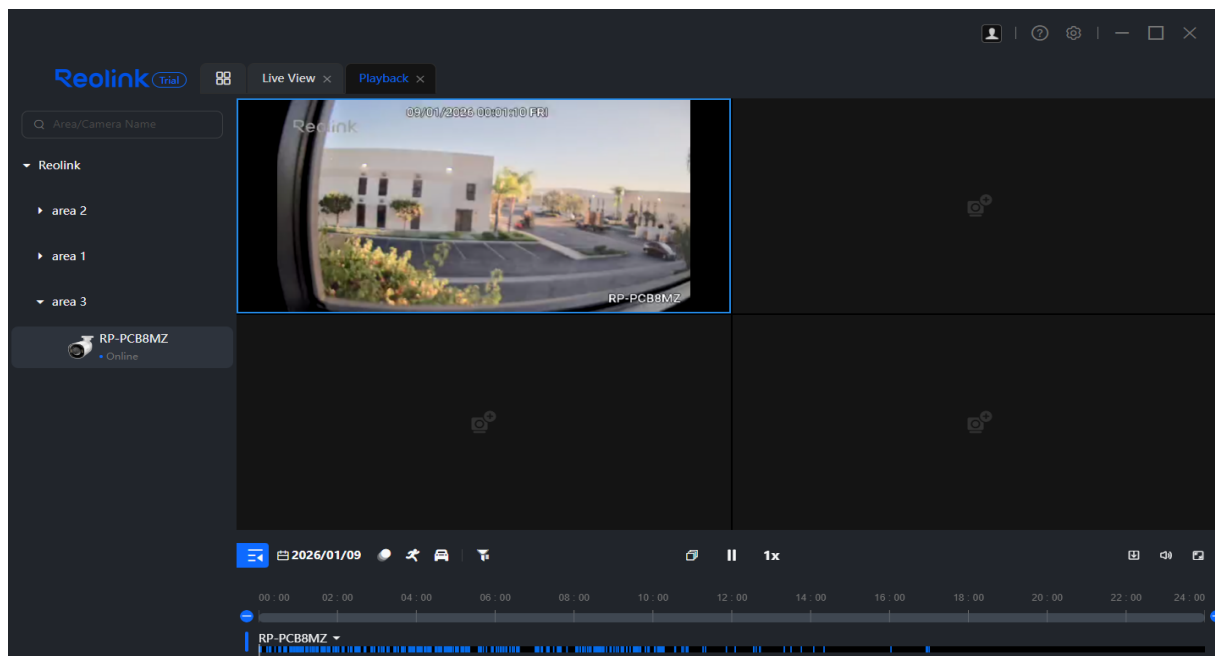 Reolink Trial
Live View
Playback
Area/Camera Name
Reolink
area 2
area 1
area 3
RP-PCB8MZ
Online
09/01/2026 00:01:10 FRI
Reolink
RP-PCB8MZ
2026/01/09
1x
00 : 00 02 : 00 04 : 00 06 : 00 08 : 00 10 : 00 12 : 00 14 : 00 16 : 00 18 : 00 20 : 00 22 : 00 24 : 00
RP-PCB8MZ